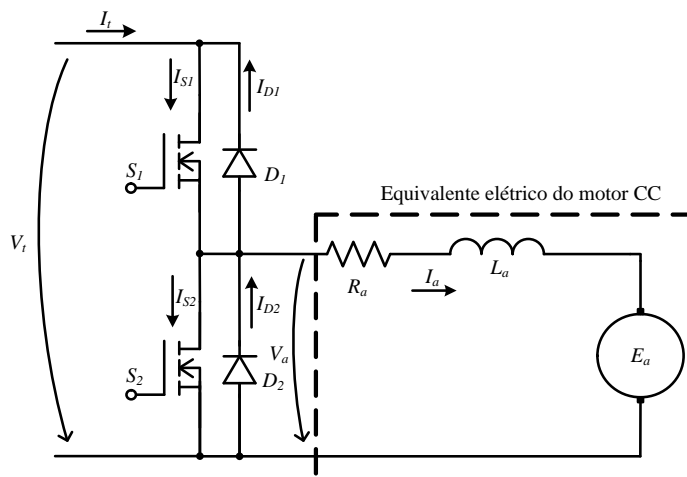 I_t
I_S1
I_D1
S_1
D_1
Equivalente elétrico do motor CC
V_t
R_a
I_a
L_a
I_S2
I_D2
V_a
E_a
S_2
D_2